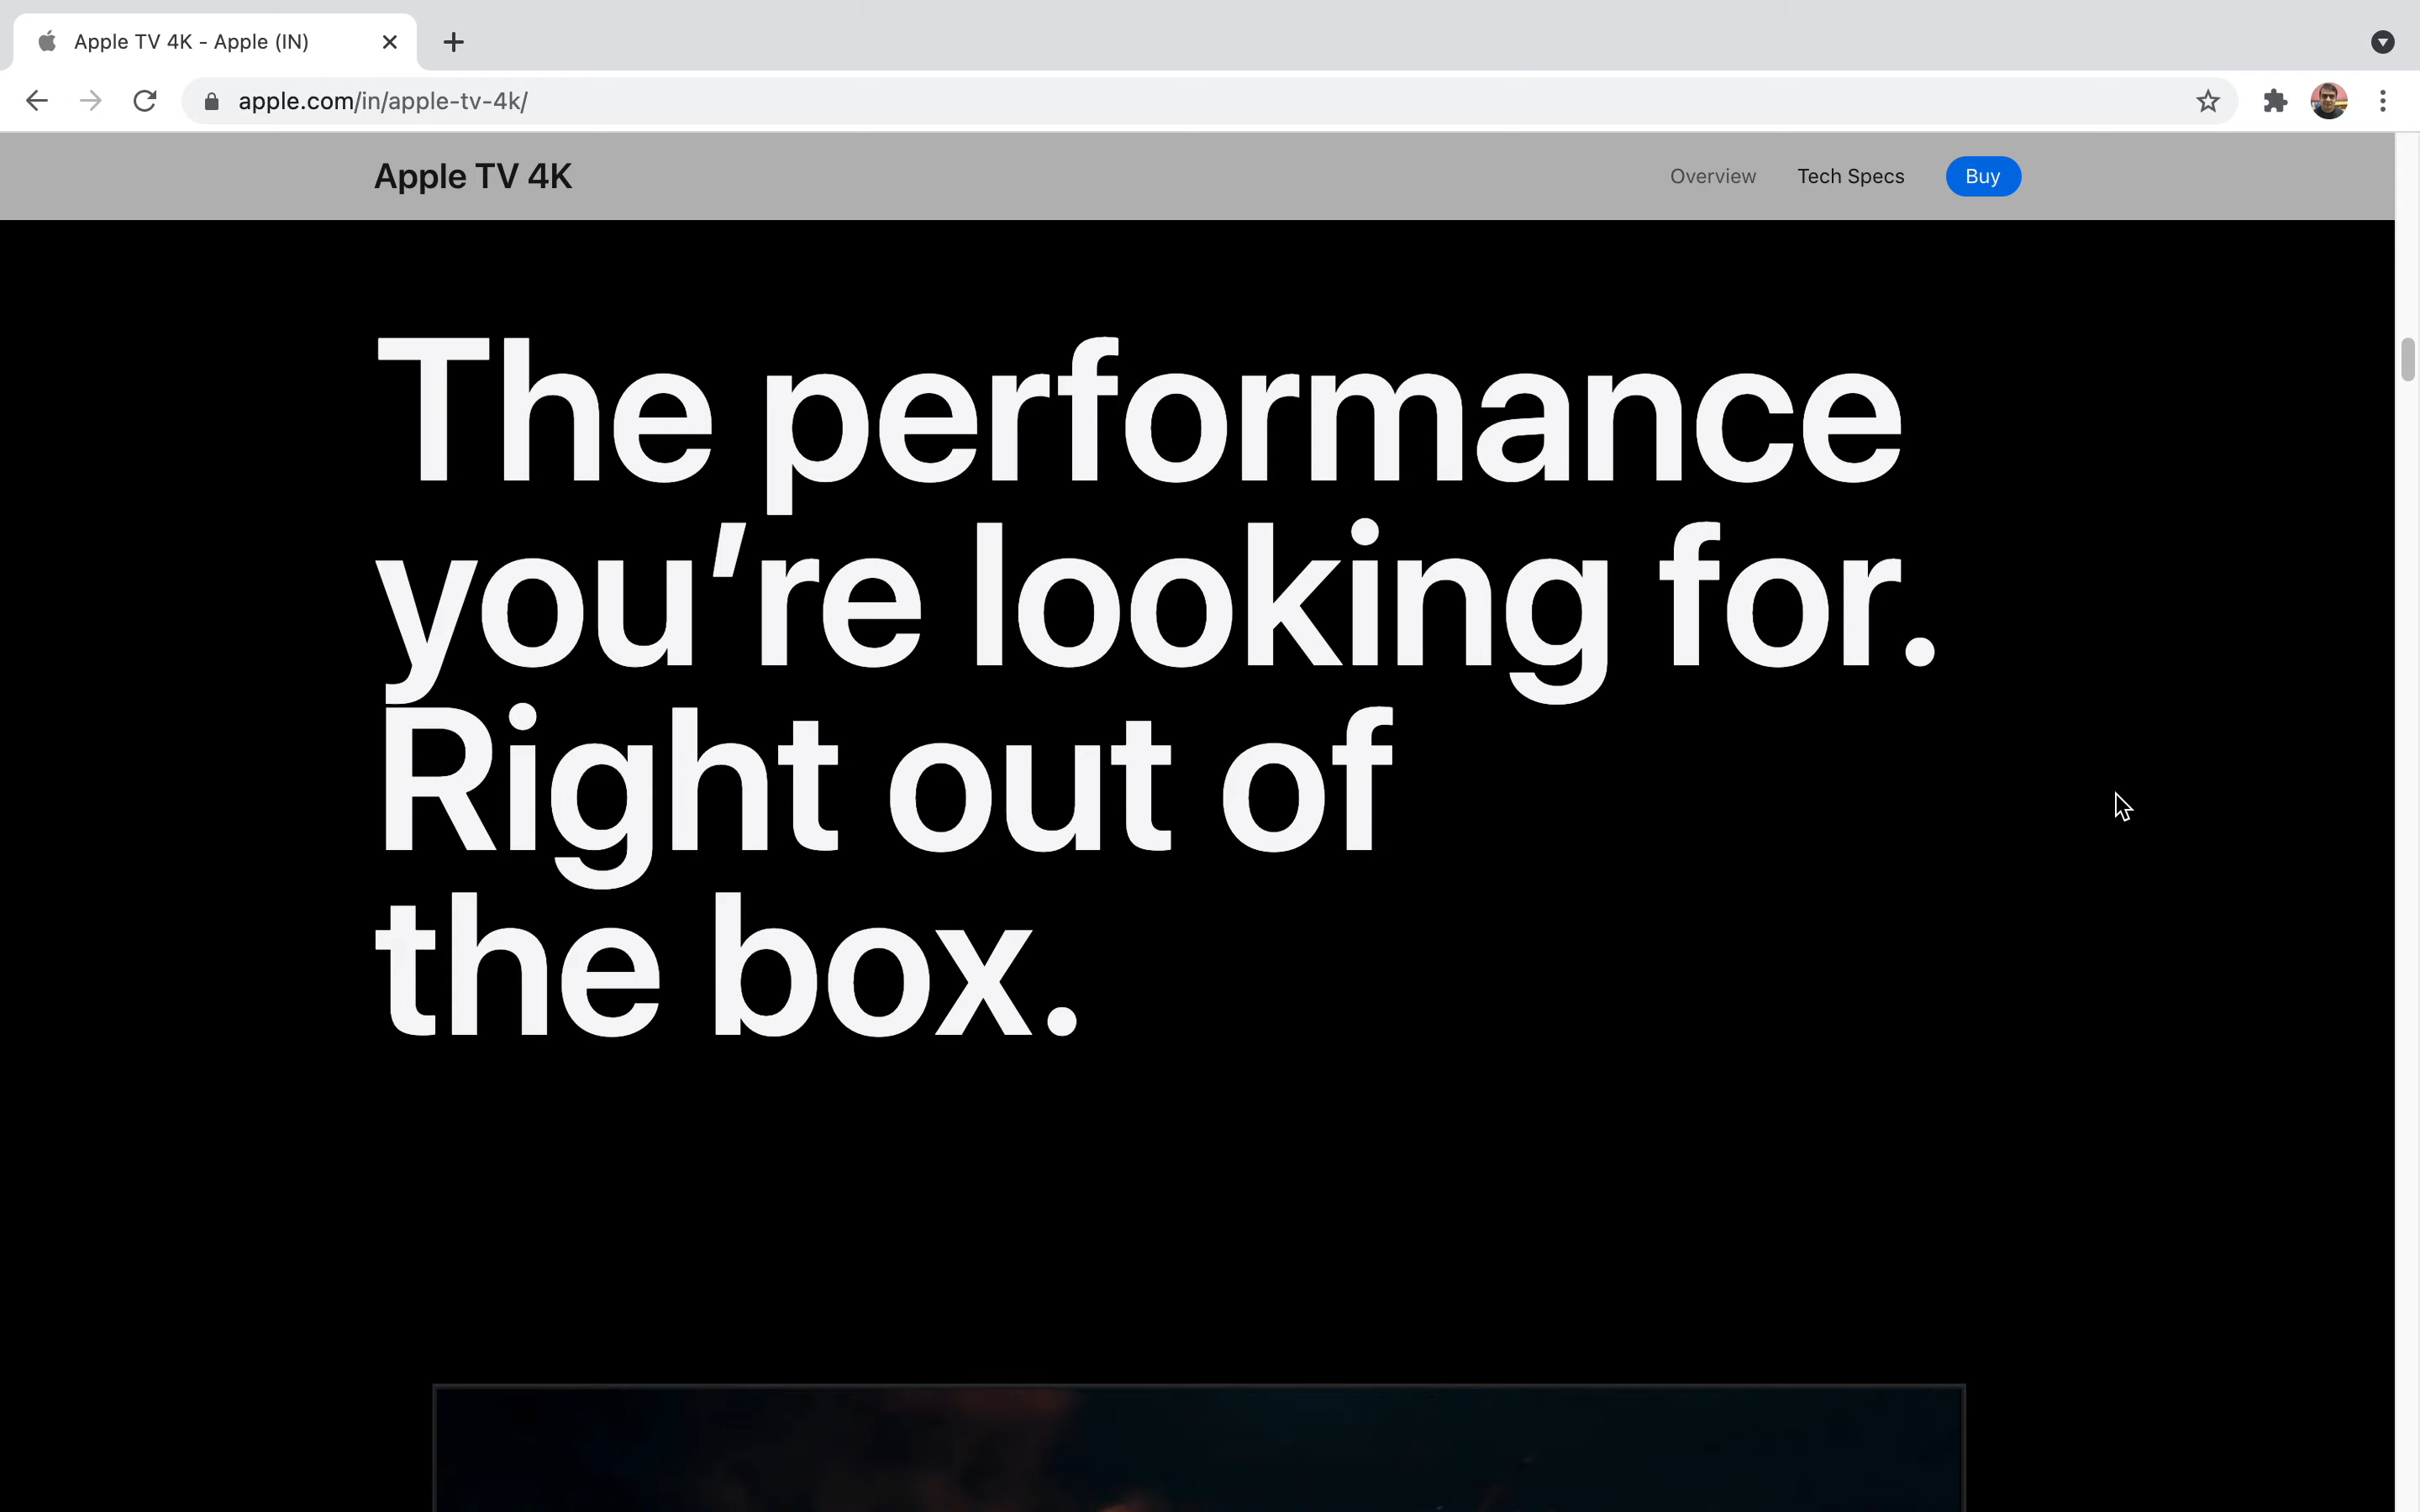 Apple TV 4K - Apple (IN)
apple.com/in/apple-tv-4k/
Apple TV 4K
Overview
Tech Specs
Buy
The performance
you’re looking for.
Right out of
the box.